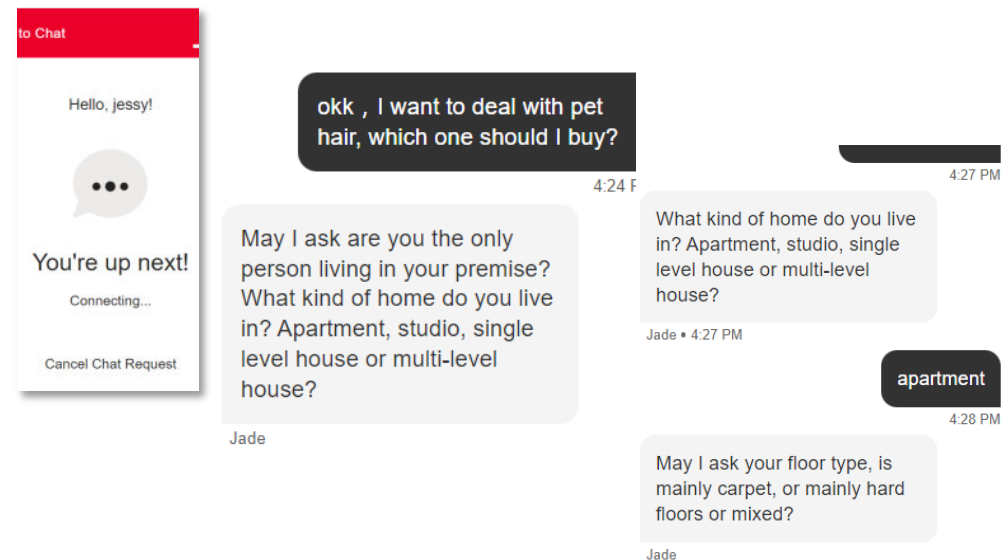 to Chat
Hello, jessy!
You're up next!
Connecting...
Cancel Chat Request
okk , I want to deal with pet
hair, which one should I buy?
4:24 P
May I ask are you the only
person living in your premise?
What kind of home do you live
in? Apartment, studio, single
level house or multi-level
house?
Jade
4:27 PM
What kind of home do you live
in? Apartment, studio, single
level house or multi-level
house?
Jade • 4:27 PM
apartment
4:28 PM
May I ask your floor type, is
mainly carpet, or mainly hard
floors or mixed?
Jade